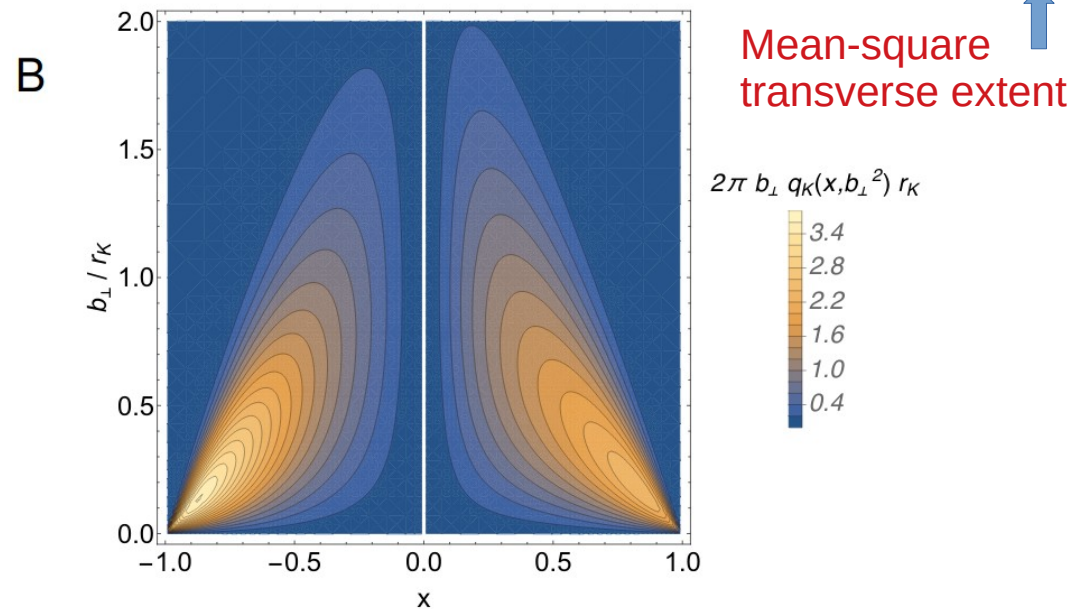 B
Mean-square
transverse extent
2π b⊥ qK(x,b⊥²) rK
3.4
2.8
2.2
1.6
1.0
0.4
b⊥ / rK
2.0
1.5
1.0
0.5
0.0
−1.0 −0.5 0.0 0.5 1.0
x